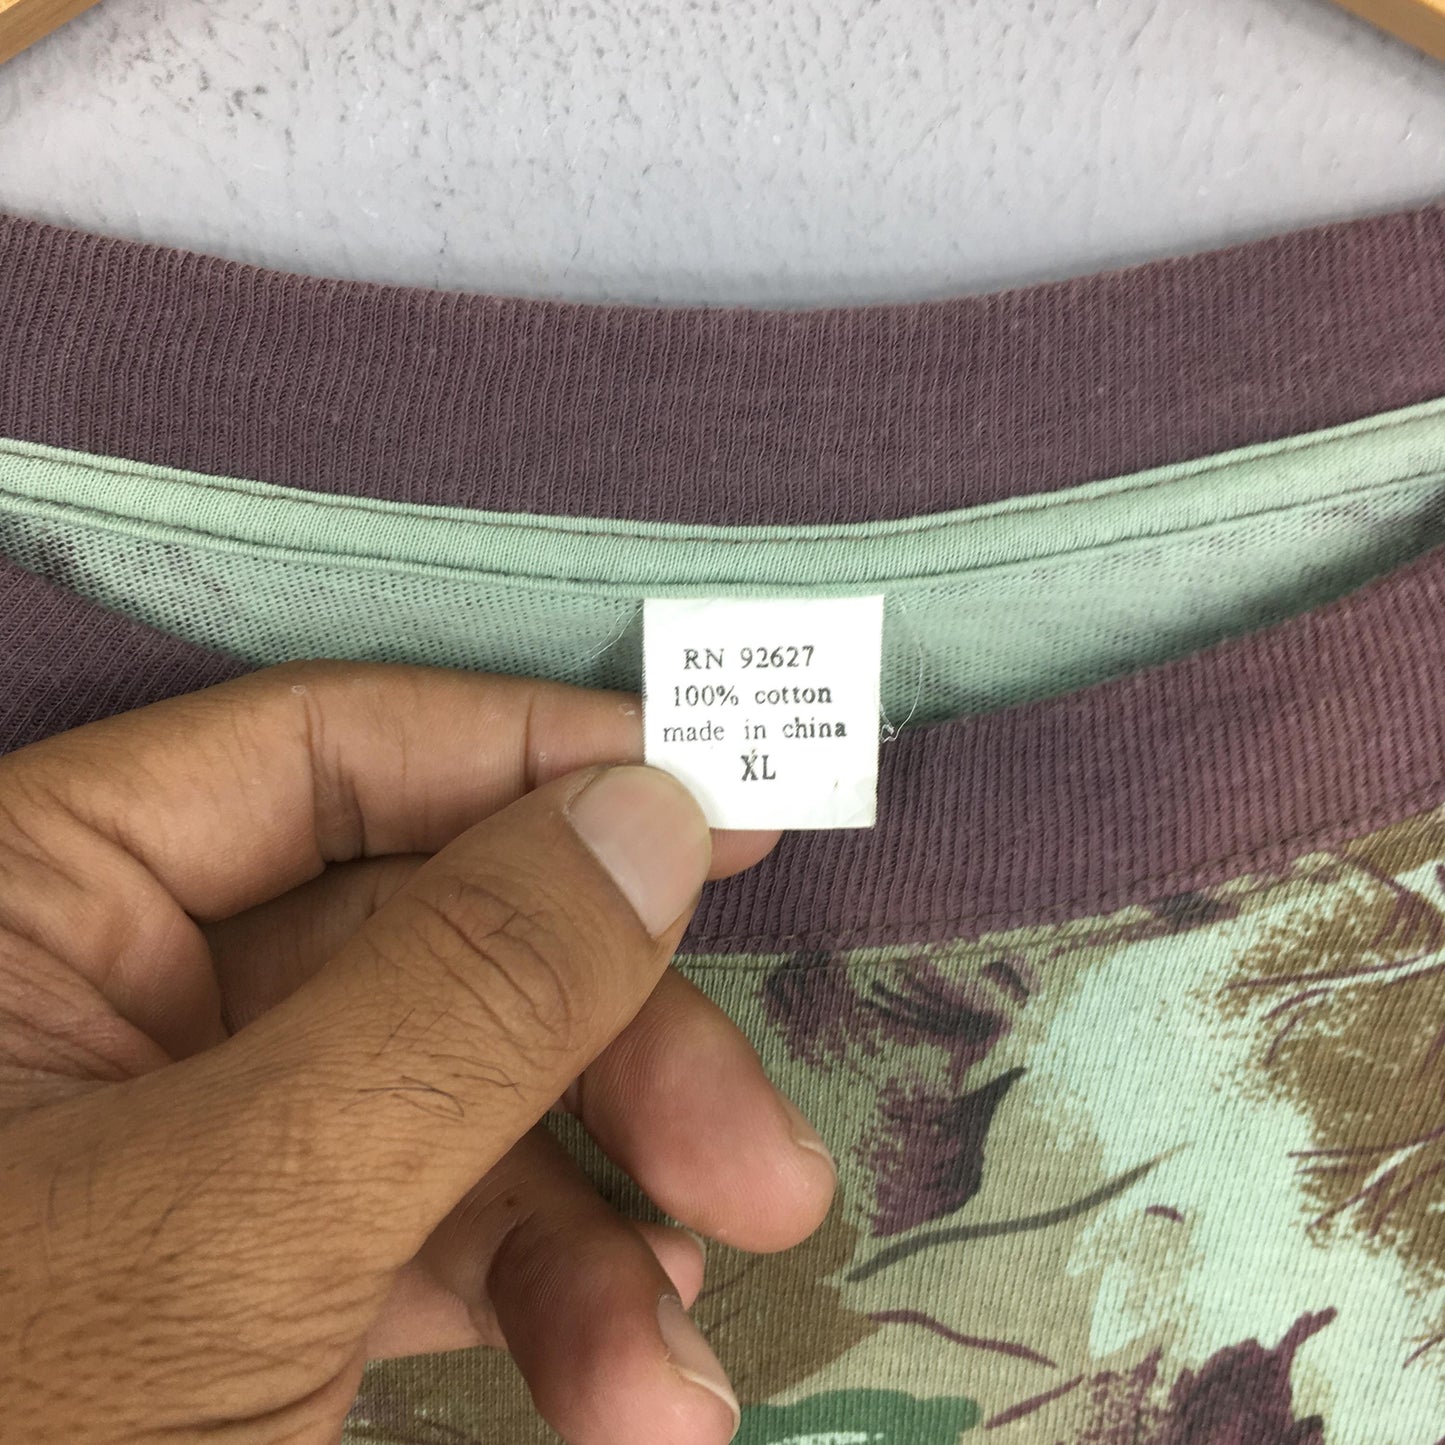 RN 92627
100% cotton
made in china
XL